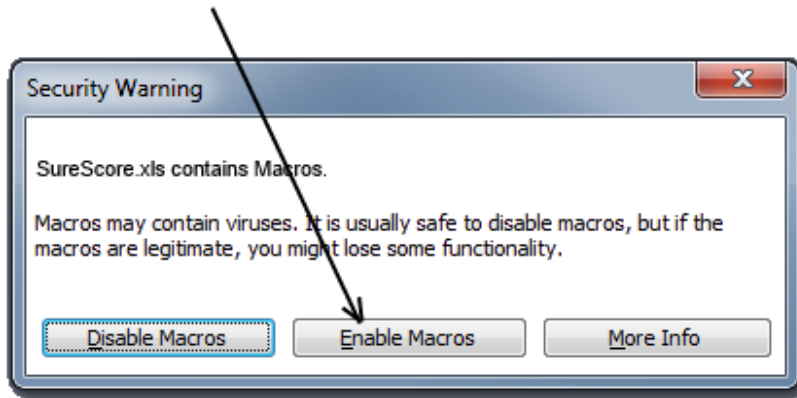 Security Warning
SureScore.xls contains Macros.
Macros may contain viruses. It is usually safe to disable macros, but if the
macros are legitimate, you might lose some functionality.
Disable Macros Enable Macros More Info